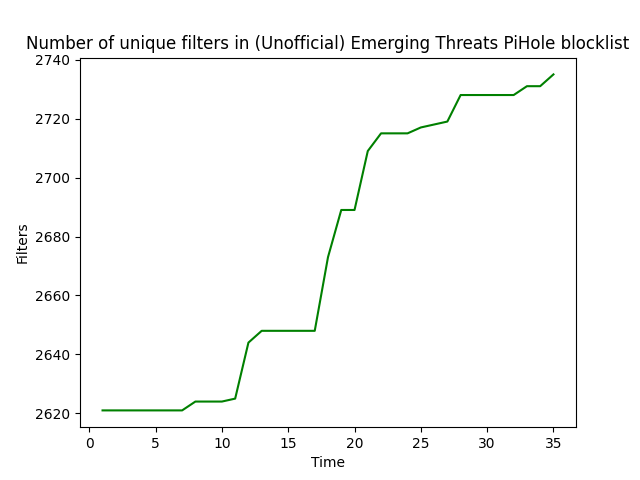 Number of unique filters in (Unofficial) Emerging Threats PiHole blocklist
2740
2720
2700
2680
2660
2640
2620
Filters
0 5 10 15 20 25 30 35
Time